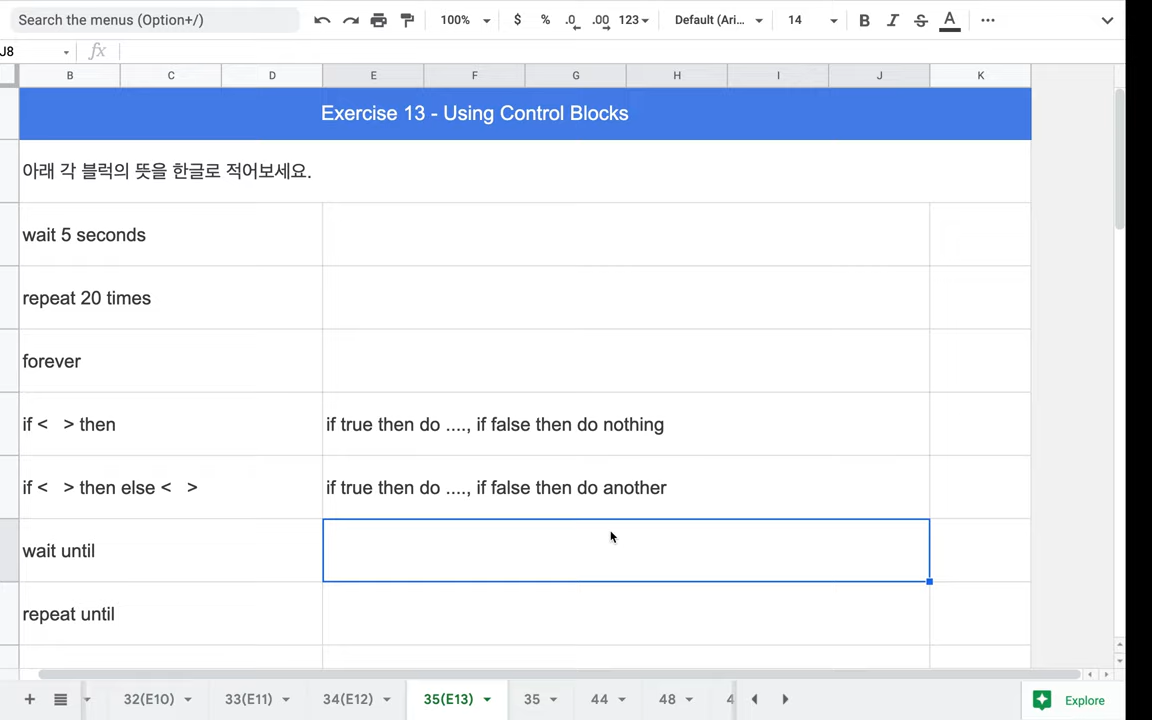 Search the menus (Option+/) 100% $ % .0 .00 123 Default (Ari... 14 B I S A
J8 fx
B C D E F G H I J K
Exercise 13 - Using Control Blocks
아래 각 블럭의 뜻을 한글로 적어보세요.
wait 5 seconds
repeat 20 times
forever
if < > then if true then do ...., if false then do nothing
if < > then else < > if true then do ...., if false then do another
wait until
repeat until
32(E10) 33(E11) 34(E12) 35(E13) 35 44 48 4 Explore